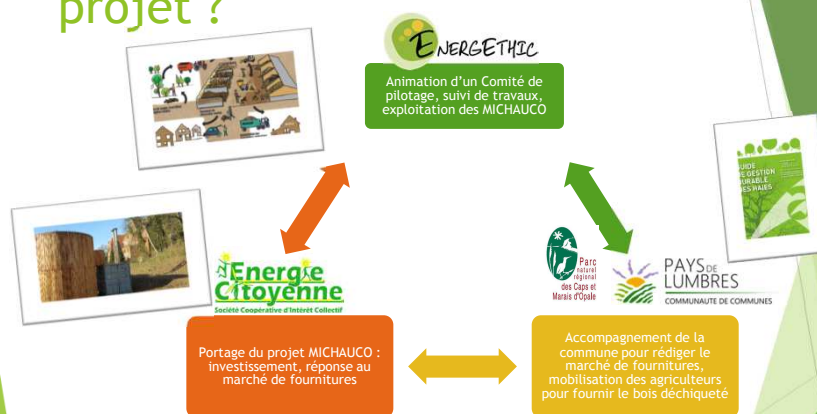 projet ?
ENERGETHIC
Animation d'un Comité de
pilotage, suivi de travaux,
exploitation des MICHAUCO
GUIDE
DE GESTION
DURABLE
DES HAIES
Energie
Citoyenne
Société Coopérative d'Intérêt Collectif
Parc
naturel
régional
des Caps et
Marais d'Opale
PAYS DE
LUMBRES
COMMUNAUTE DE COMMUNES
Portage du projet MICHAUCO :
investissement, réponse au
marché de fournitures
Accompagnement de la
commune pour rédiger le
marché de fournitures,
mobilisation des agriculteurs
pour fournir le bois déchiqueté